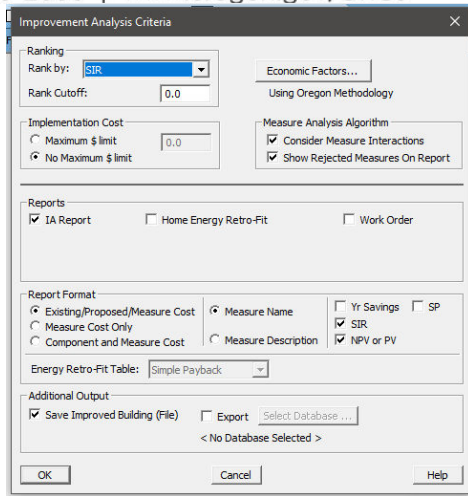 Improvement Analysis Criteria
Ranking
Rank by: SIR
Economic Factors...
Rank Cutoff: 0.0
Using Oregon Methodology
Implementation Cost
Measure Analysis Algorithm
Maximum $ limit 0.0
Consider Measure Interactions
No Maximum $ limit
Show Rejected Measures On Report
Reports
IA Report Home Energy Retro-Fit Work Order
Report Format
Existing/Proposed/Measure Cost Measure Name Yr Savings SP
Measure Cost Only SIR
Component and Measure Cost Measure Description NPV or PV
Energy Retro-Fit Table: Simple Payback
Additional Output
Save Improved Building (File) Export Select Database ...
< No Database Selected >
OK Cancel Help